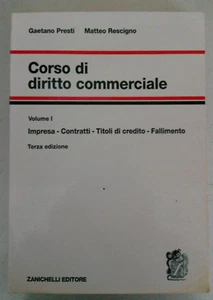 Gaetano Presti Matteo Rescigno
Corso di
diritto commerciale
Volume I
Impresa - Contratti - Titoli di credito - Fallimento
Terza edizione
ZANICHELLI EDITORE